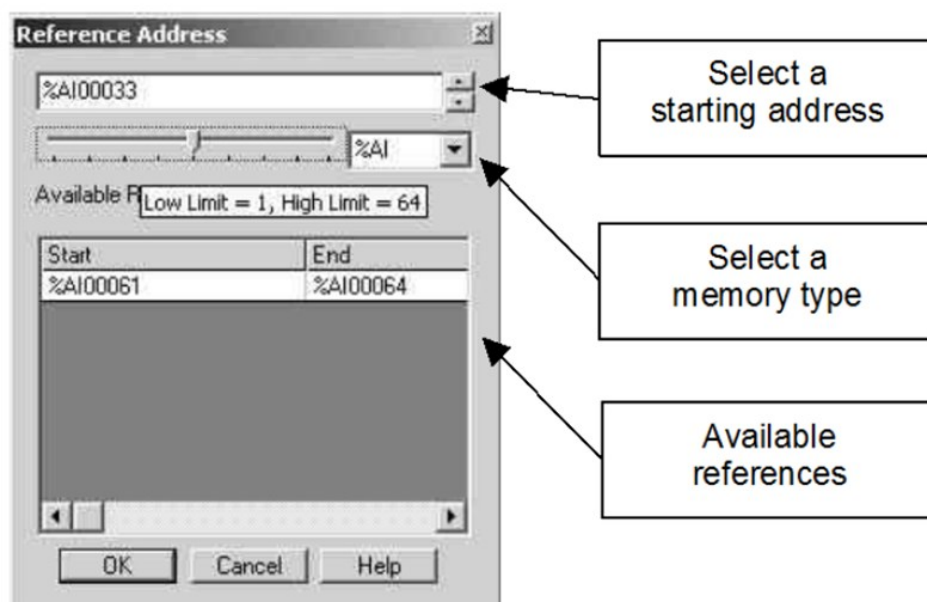 Reference Address
%AI00033
%AI
Available R
Low Limit = 1, High Limit = 64
Start End
%AI00061 %AI00064
OK Cancel Help
Select a
starting address
Select a
memory type
Available
references